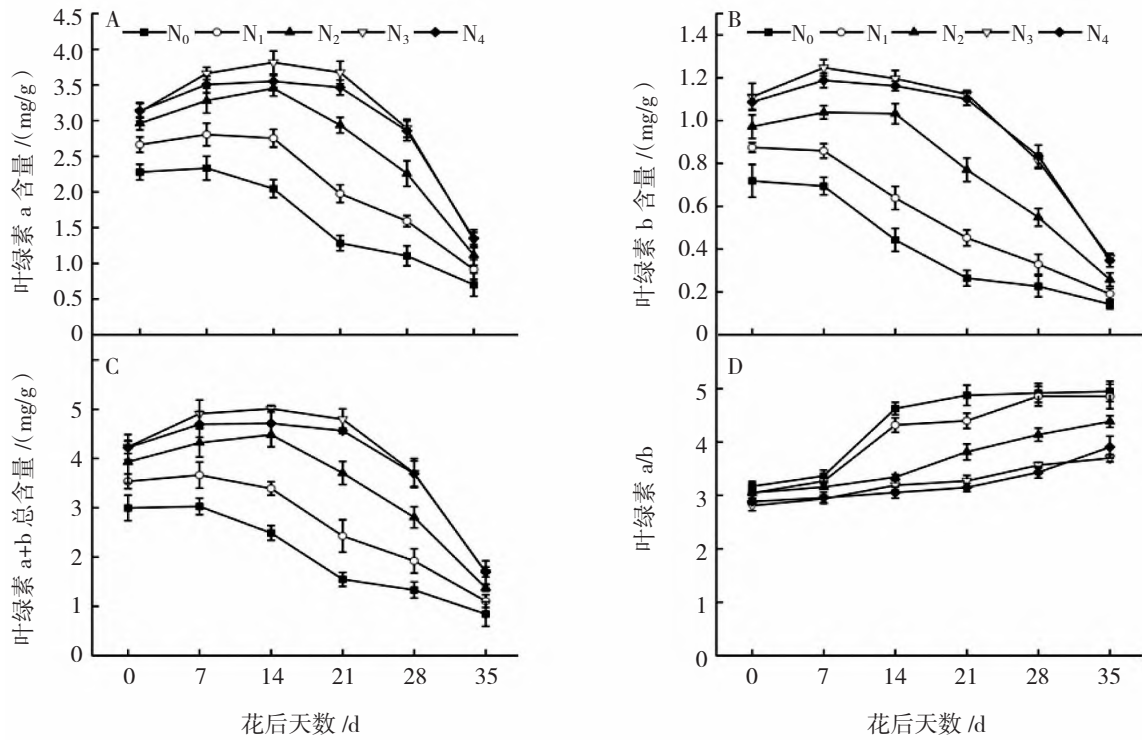 A
N₀ N₁ N₂ N₃ N₄
叶绿素 a 含量 /(mg/g)
4.5
4.0
3.5
3.0
2.5
2.0
1.5
1.0
0.5
0
B
N₀ N₁ N₂ N₃ N₄
叶绿素 b 含量 /(mg/g)
1.4
1.2
1.0
0.8
0.6
0.4
0.2
0
C
叶绿素 a+b 总含量 /(mg/g)
5
4
3
2
1
0
0 7 14 21 28 35
花后天数 /d
D
叶绿素 a/b
5
4
3
2
1
0
0 7 14 21 28 35
花后天数 /d